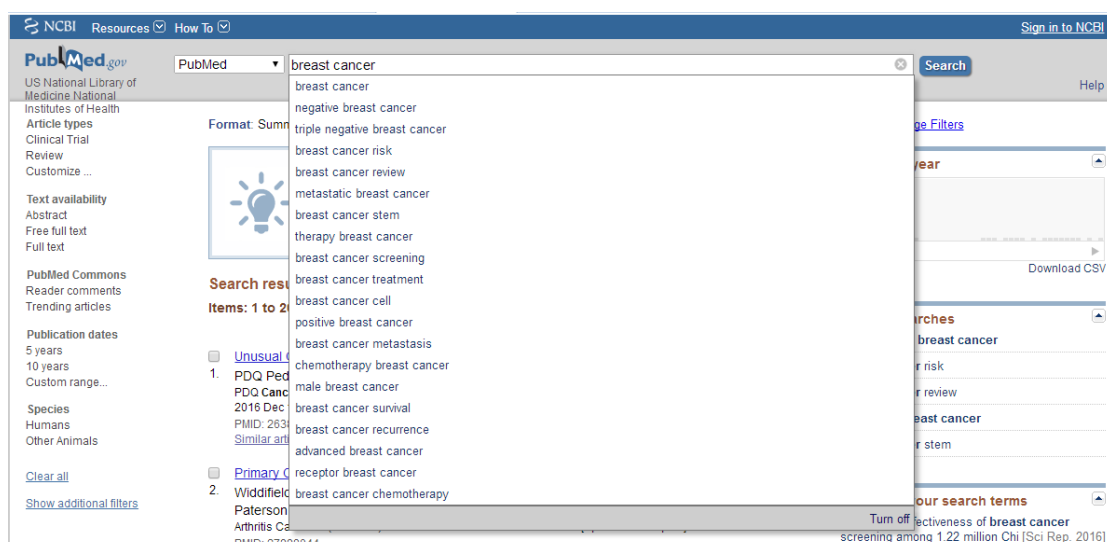 NCBI Resources How To Sign in to NCBI
PubMed.gov
US National Library of
Medicine National
Institutes of Health
PubMed
breast cancer
Search
Help
Article types
Clinical Trial
Review
Customize ...
Text availability
Abstract
Free full text
Full text
PubMed Commons
Reader comments
Trending articles
Publication dates
5 years
10 years
Custom range...
Species
Humans
Other Animals
Clear all
Show additional filters
Format: Summ
Search resu
Items: 1 to 2
Unusual
1. PDQ Ped
PDQ Canc
2016 Dec
PMID: 263
Similar arti
Primary C
2. Widdifield
Paterson
Arthritis Ca
breast cancer
negative breast cancer
triple negative breast cancer
breast cancer risk
breast cancer review
metastatic breast cancer
breast cancer stem
therapy breast cancer
breast cancer screening
breast cancer treatment
breast cancer cell
positive breast cancer
breast cancer metastasis
chemotherapy breast cancer
male breast cancer
breast cancer survival
breast cancer recurrence
advanced breast cancer
receptor breast cancer
breast cancer chemotherapy
Turn off
ge Filters
year
Download CSV
rches
breast cancer
r risk
r review
east cancer
r stem
our search terms
fectiveness of breast cancer
screening among 1.22 million Chi [Sci Rep. 2016]